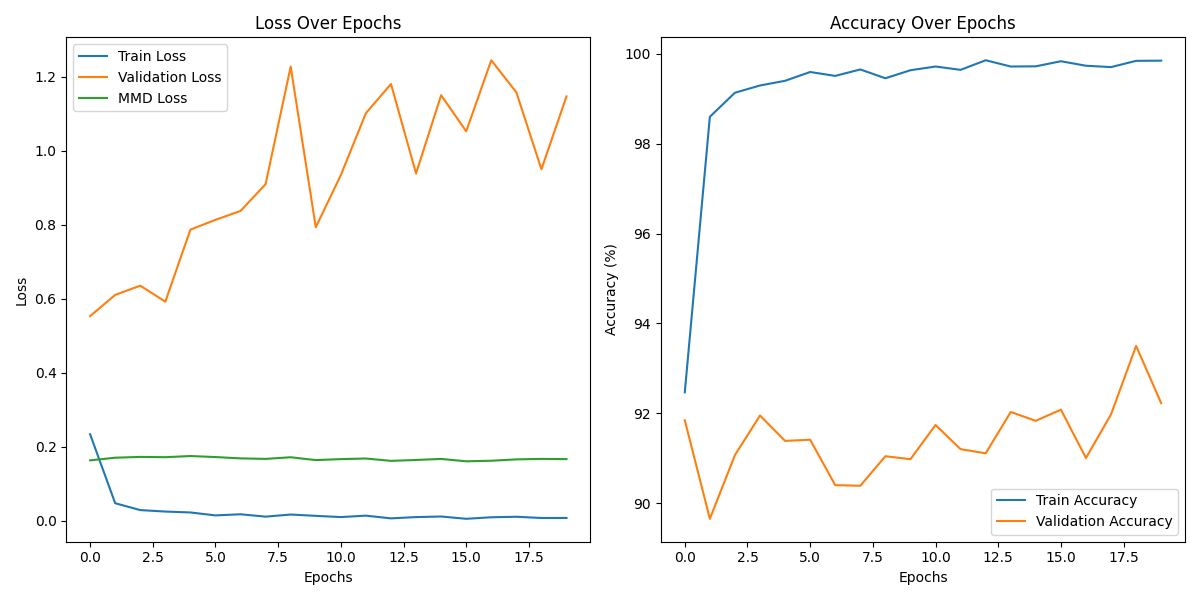 Loss Over Epochs
Train Loss
Validation Loss
MMD Loss
1.2
1.0
0.8
0.6
0.4
0.2
0.0
Loss
0.0 2.5 5.0 7.5 10.0 12.5 15.0 17.5
Epochs
Accuracy Over Epochs
100
98
96
94
92
90
Accuracy (%)
Train Accuracy
Validation Accuracy
0.0 2.5 5.0 7.5 10.0 12.5 15.0 17.5
Epochs